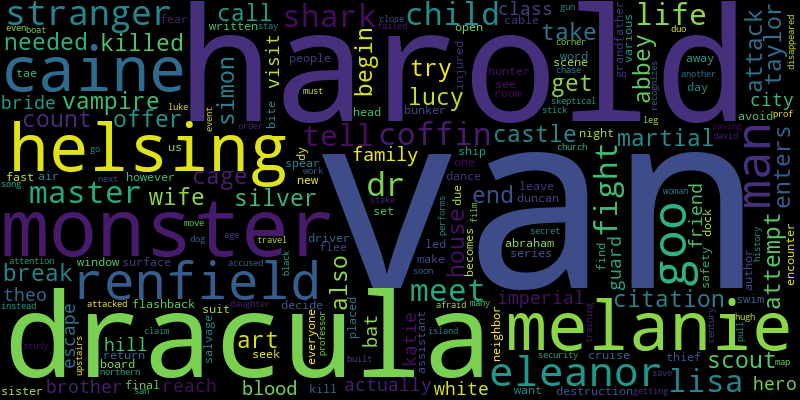 stranger
needed killed
caine
bride vampire
count offer
helsing
master wife
monster
break renfield
theo
dracula
harold
van
call
shark
child
class
life
take
attack
taylor
visit
begin
simon
try
lucy
get
abbey
city
tell coffin
castle
martial
man
enters
cage
silver
family
dr
end
fight
goo
friend
attempt
house
guard
also
meet
imperial
citation
melanie
eleanor
scout
lisa
hero
escape
hill
art
bat
katie
brother
reach
blood
actually
white
written
fear
even
boat
stay
people
bite
head
bunker
injured
open
cable
close
failed
gun
corner
chase
word
scene
hunter
see
room
skeptical
stick
grandfather
various
duo
recognizes
away
another
day
avoid
prof
disappeared
leg
saving
david
tae
luke
event
order
must
us
go
fast
air
next
however
song
spear
work
new
dy
set
due
ship
one
dance
night
church
leave
duncan
woman
safety
dock
encounter
stake
performs
film
secret
abraham
series
becomes
led
make
soon
find
author
history
swim
travel
move
dog
age
driver
flee
black
accused
attention
window
surface
instead
attacked
flashback
daughter
decide
suit
salvage
placed
afraid
many
island
assistant
neighbor
training
century
pull
hugh
claim
return
study
upstairs
board
northern
seek
everyone
professor
built
security
cruise
thief
map
save
sister
final
san
kill
want
destruction
getting